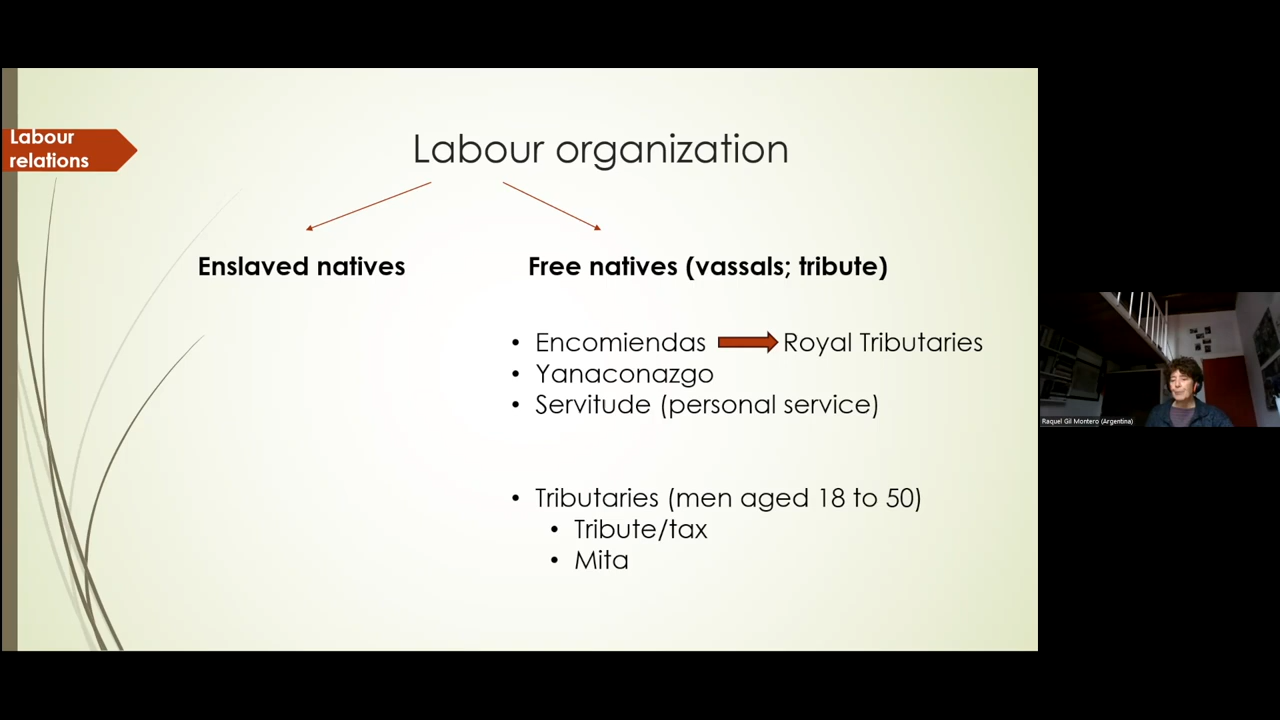 Labour
relations
Labour organization
Enslaved natives
Free natives (vassals; tribute)
• Encomiendas Royal Tributaries
• Yanaconazgo
• Servitude (personal service)
• Tributaries (men aged 18 to 50)
• Tribute/tax
• Mita
Raquel Gil Montero (Argentina)